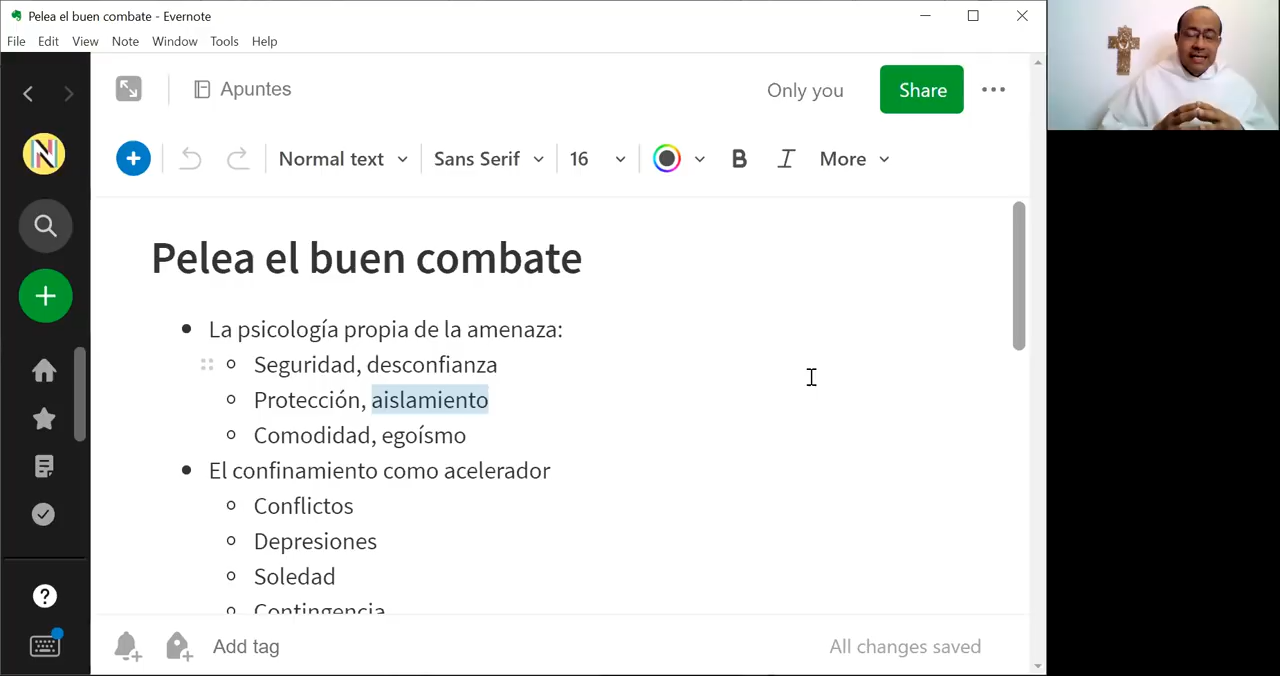 Pelea el buen combate - Evernote
File Edit View Note Window Tools Help
Apuntes
Only you
Share
Normal text
Sans Serif
16
B
I
More
Pelea el buen combate
La psicología propia de la amenaza:
Seguridad, desconfianza
Protección, aislamiento
Comodidad, egoísmo
El confinamiento como acelerador
Conflictos
Depresiones
Soledad
Contingencia
Add tag
All changes saved